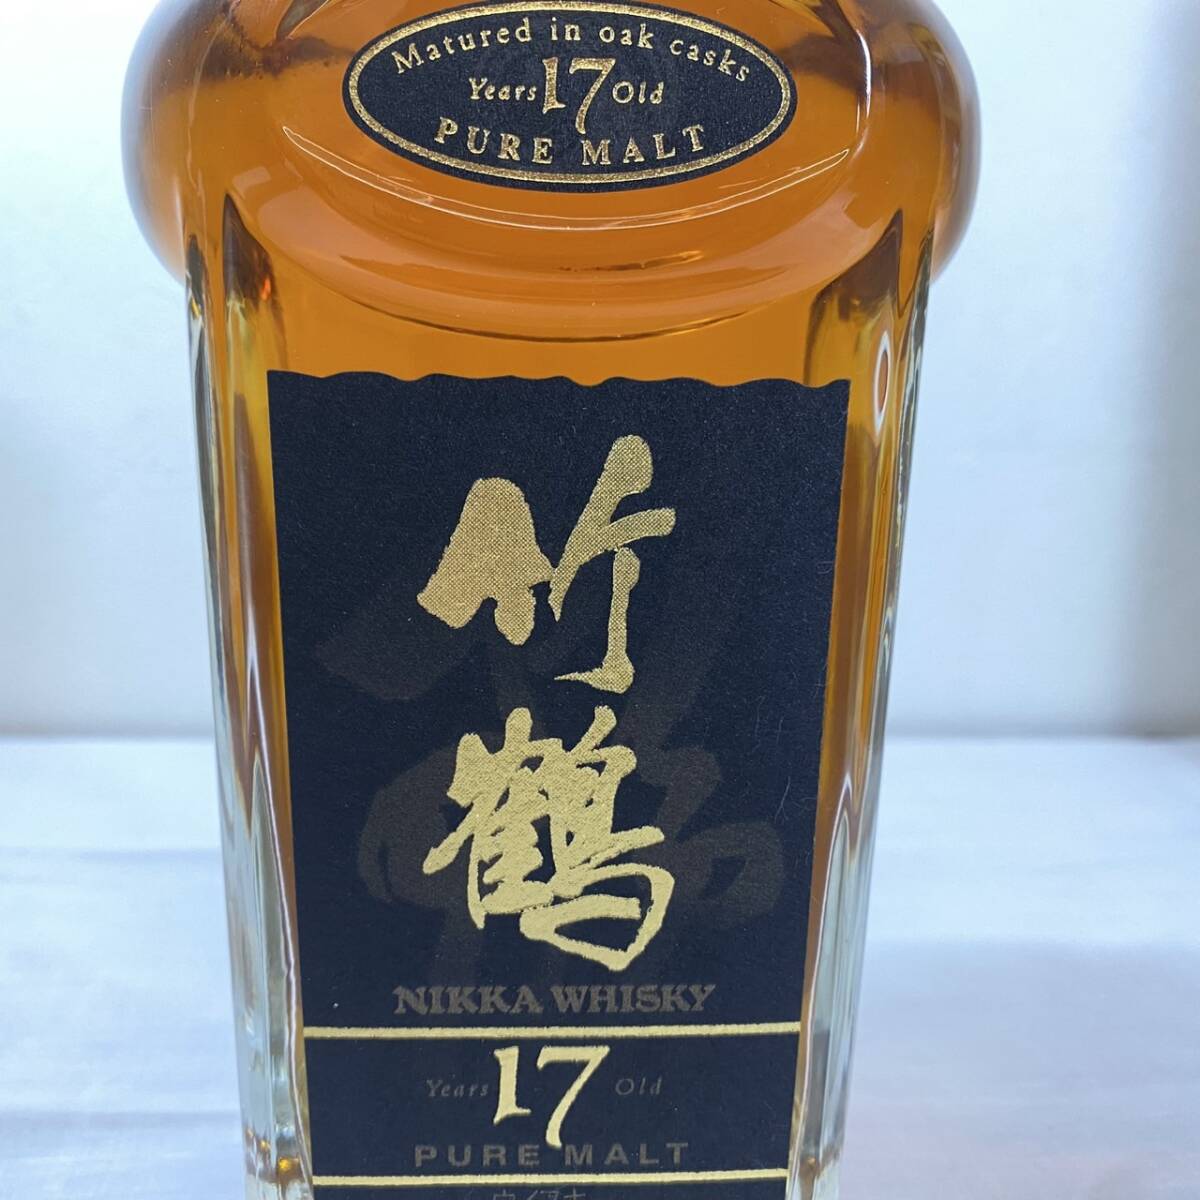 Matured in oak casks
Years 17 Old
PURE MALT
竹鶴
NIKKA WHISKY
Years 17 Old
PURE MALT